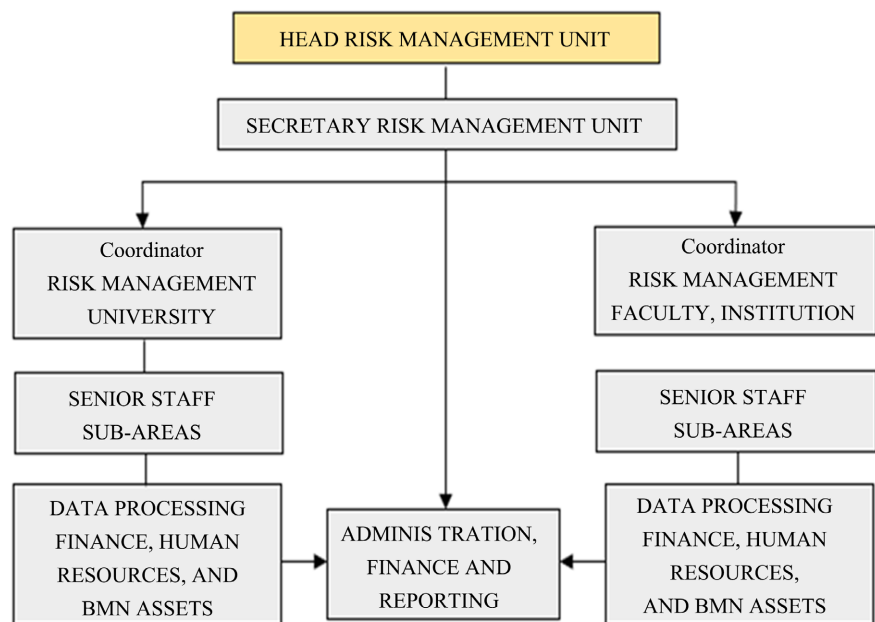 HEAD RISK MANAGEMENT UNIT
SECRETARY RISK MANAGEMENT UNIT
Coordinator
RISK MANAGEMENT
UNIVERSITY
Coordinator
RISK MANAGEMENT
FACULTY, INSTITUTION
SENIOR STAFF
SUB-AREAS
SENIOR STAFF
SUB-AREAS
DATA PROCESSING
FINANCE, HUMAN
RESOURCES, AND
BMN ASSETS
ADMINIS TRATION,
FINANCE AND
REPORTING
DATA PROCESSING
FINANCE, HUMAN
RESOURCES,
AND BMN ASSETS